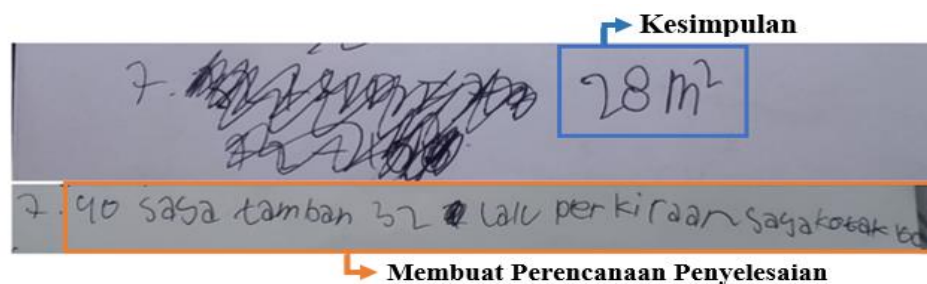 Kesimpulan
7. 28 m²
7. 40 saya tambah 32 lalu perkiraan saya kotak
Membuat Perencanaan Penyelesaian